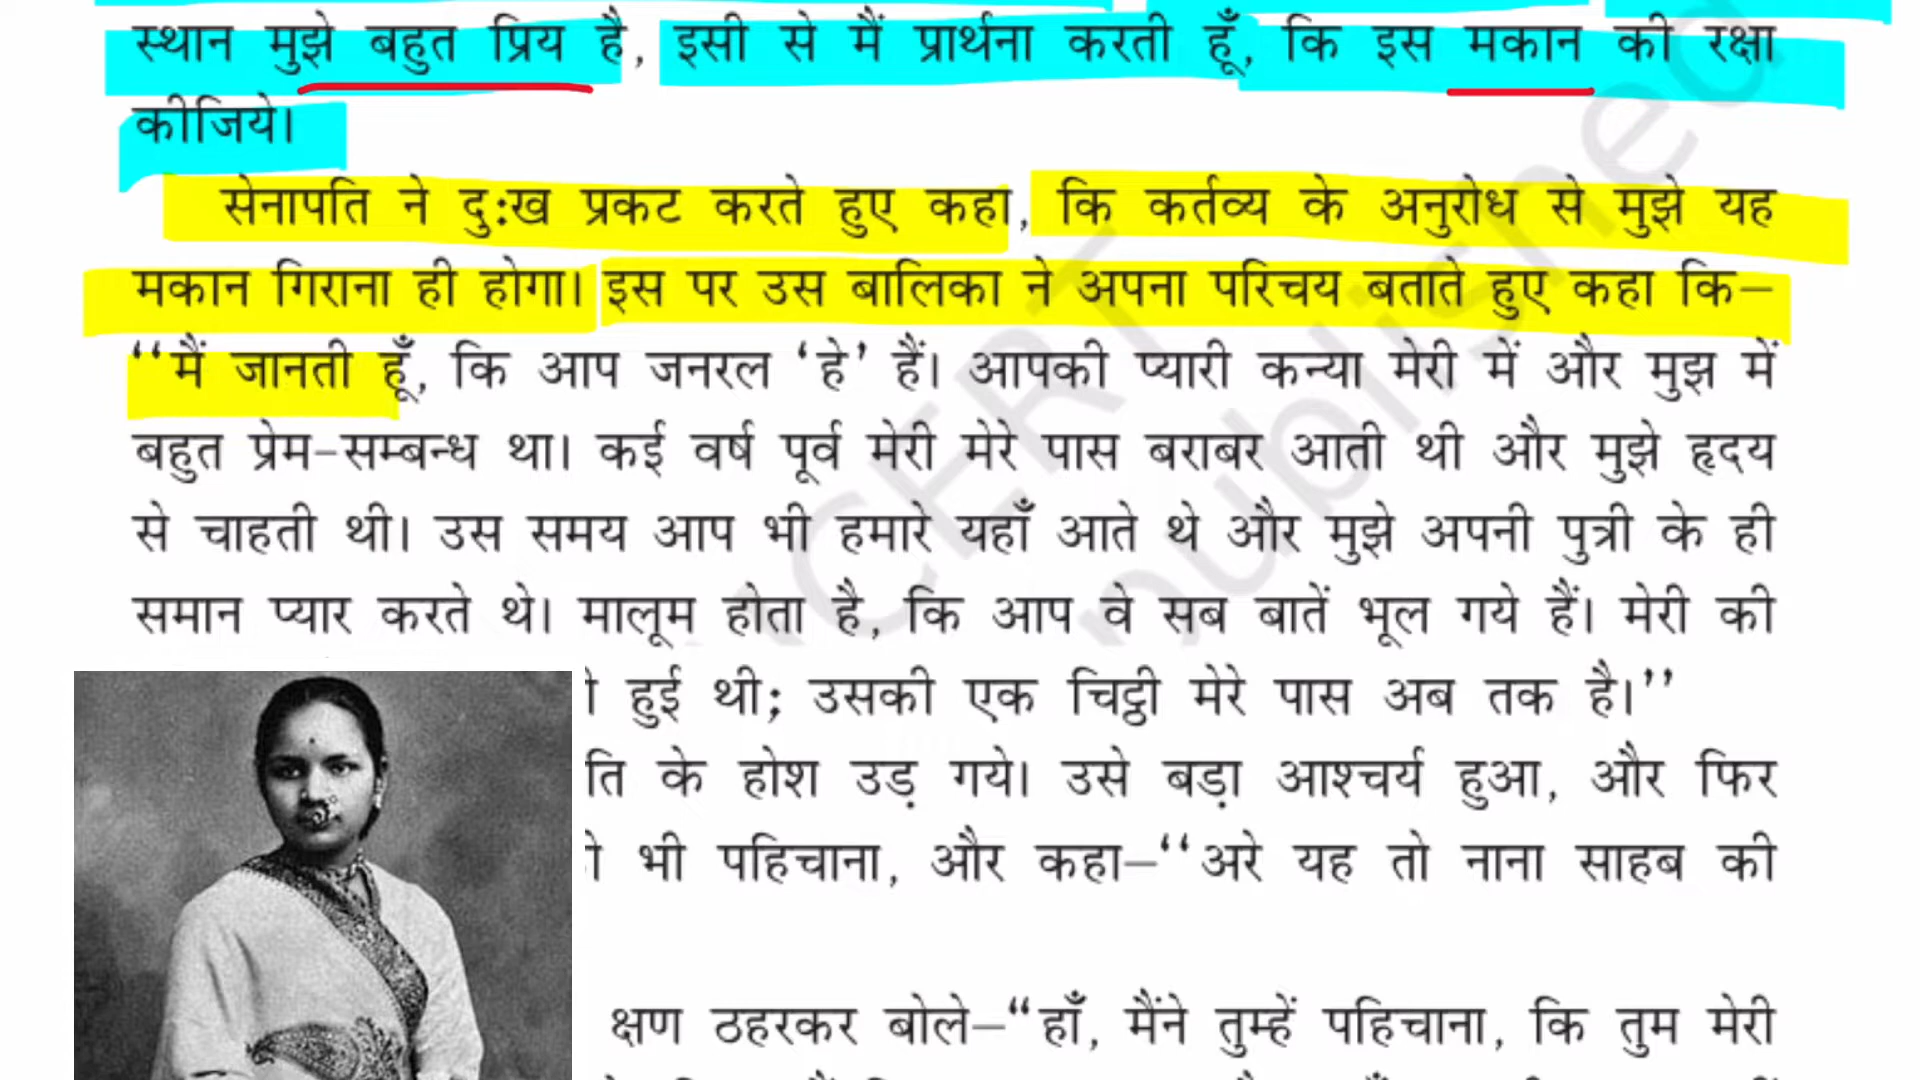 स्थान मुझे बहुत प्रिय है, इसी से मैं प्रार्थना करती हूँ, कि इस मकान की रक्षा
कीजिये।
सेनापति ने दु:ख प्रकट करते हुए कहा, कि कर्तव्य के अनुरोध से मुझे यह
मकान गिराना ही होगा। इस पर उस बालिका ने अपना परिचय बताते हुए कहा कि–
‘‘मैं जानती हूँ, कि आप जनरल ‘हे’ हैं। आपकी प्यारी कन्या मेरी में और मुझ में
बहुत प्रेम-सम्बन्ध था। कई वर्ष पूर्व मेरी मेरे पास बराबर आती थी और मुझे हृदय
से चाहती थी। उस समय आप भी हमारे यहाँ आते थे और मुझे अपनी पुत्री के ही
समान प्यार करते थे। मालूम होता है, कि आप वे सब बातें भूल गये हैं। मेरी की
हुई थी; उसकी एक चिट्ठी मेरे पास अब तक है।’’
ति के होश उड़ गये। उसे बड़ा आश्चर्य हुआ, और फिर
भी पहिचाना, और कहा–‘‘अरे यह तो नाना साहब की
क्षण ठहरकर बोले–“हाँ, मैंने तुम्हें पहिचाना, कि तुम मेरी